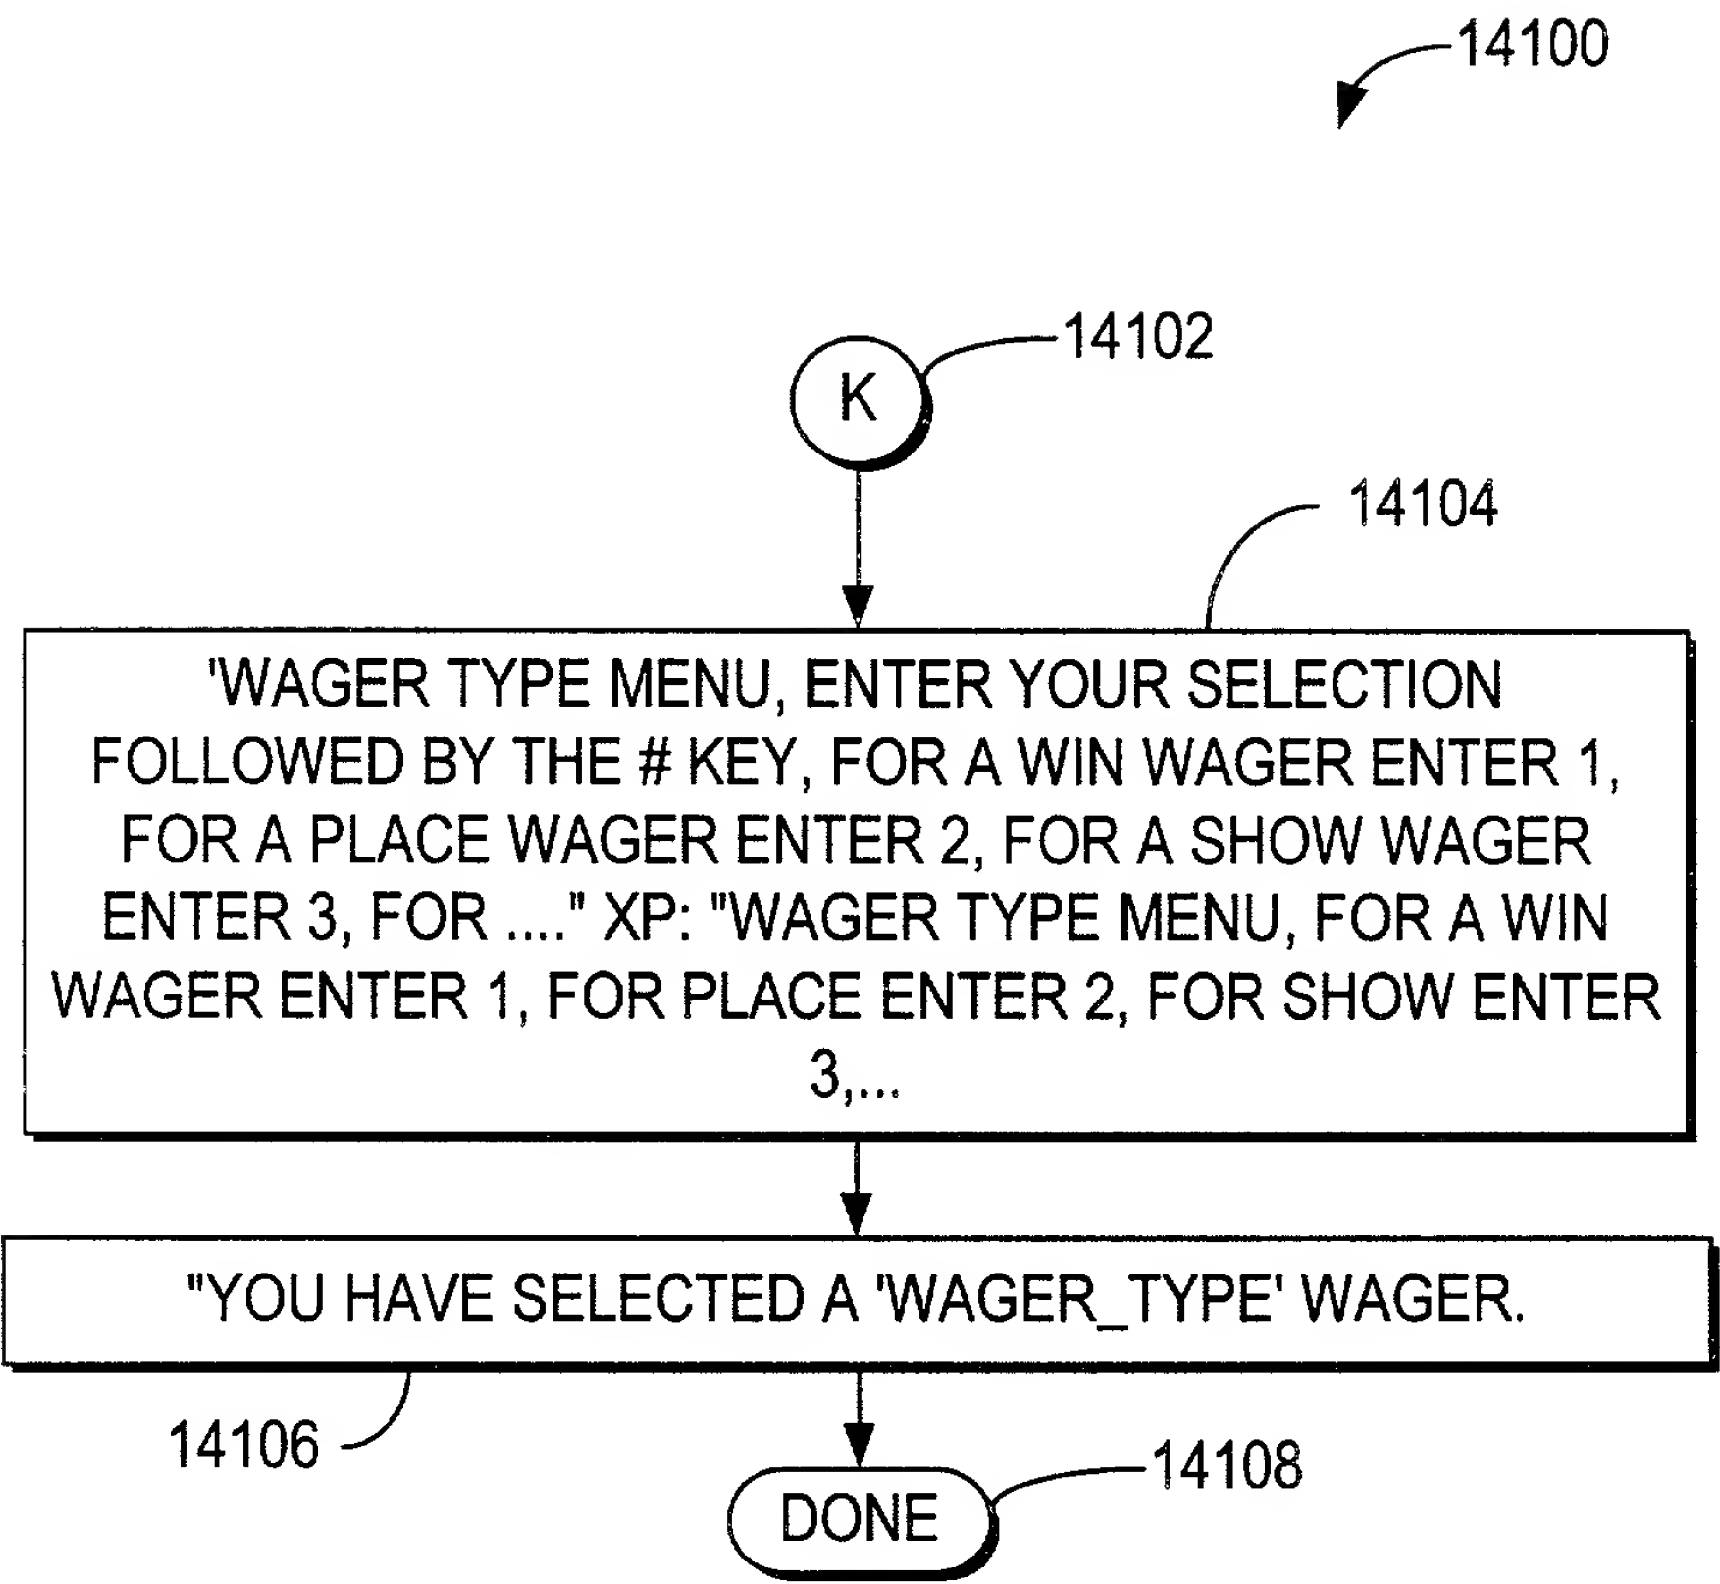 14100
14102
K
14104
'WAGER TYPE MENU, ENTER YOUR SELECTION
FOLLOWED BY THE # KEY, FOR A WIN WAGER ENTER 1,
FOR A PLACE WAGER ENTER 2, FOR A SHOW WAGER
ENTER 3, FOR ...." XP: "WAGER TYPE MENU, FOR A WIN
WAGER ENTER 1, FOR PLACE ENTER 2, FOR SHOW ENTER
3,...
"YOU HAVE SELECTED A 'WAGER_TYPE' WAGER.
14106
14108
DONE